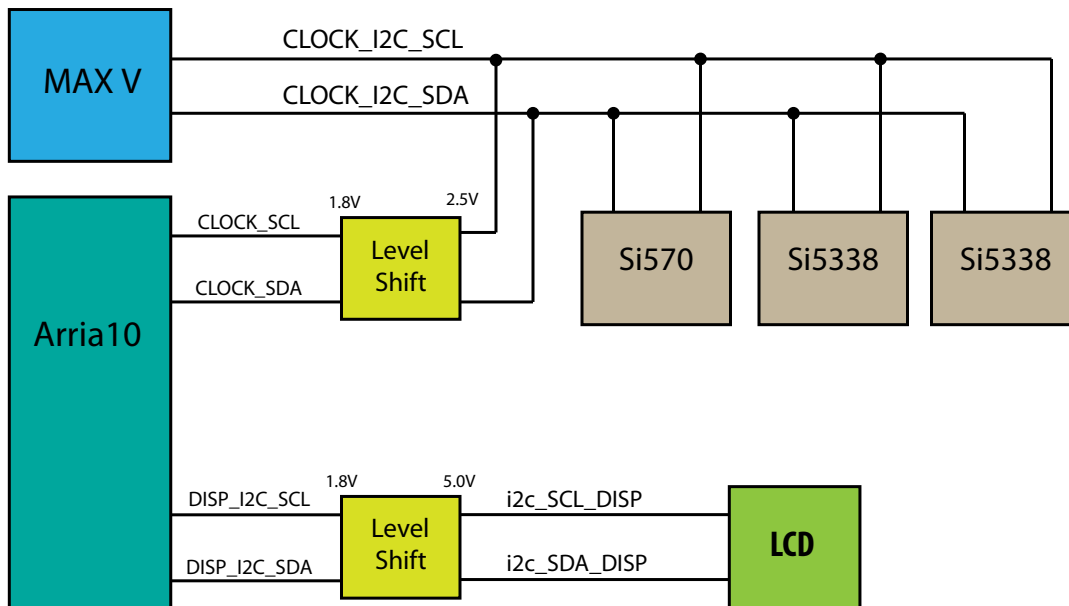 MAX V
CLOCK_I2C_SCL
CLOCK_I2C_SDA
Arria10
CLOCK_SCL
CLOCK_SDA
1.8V
2.5V
Level
Shift
Si570
Si5338
Si5338
DISP_I2C_SCL
DISP_I2C_SDA
1.8V
5.0V
Level
Shift
i2c_SCL_DISP
i2c_SDA_DISP
LCD